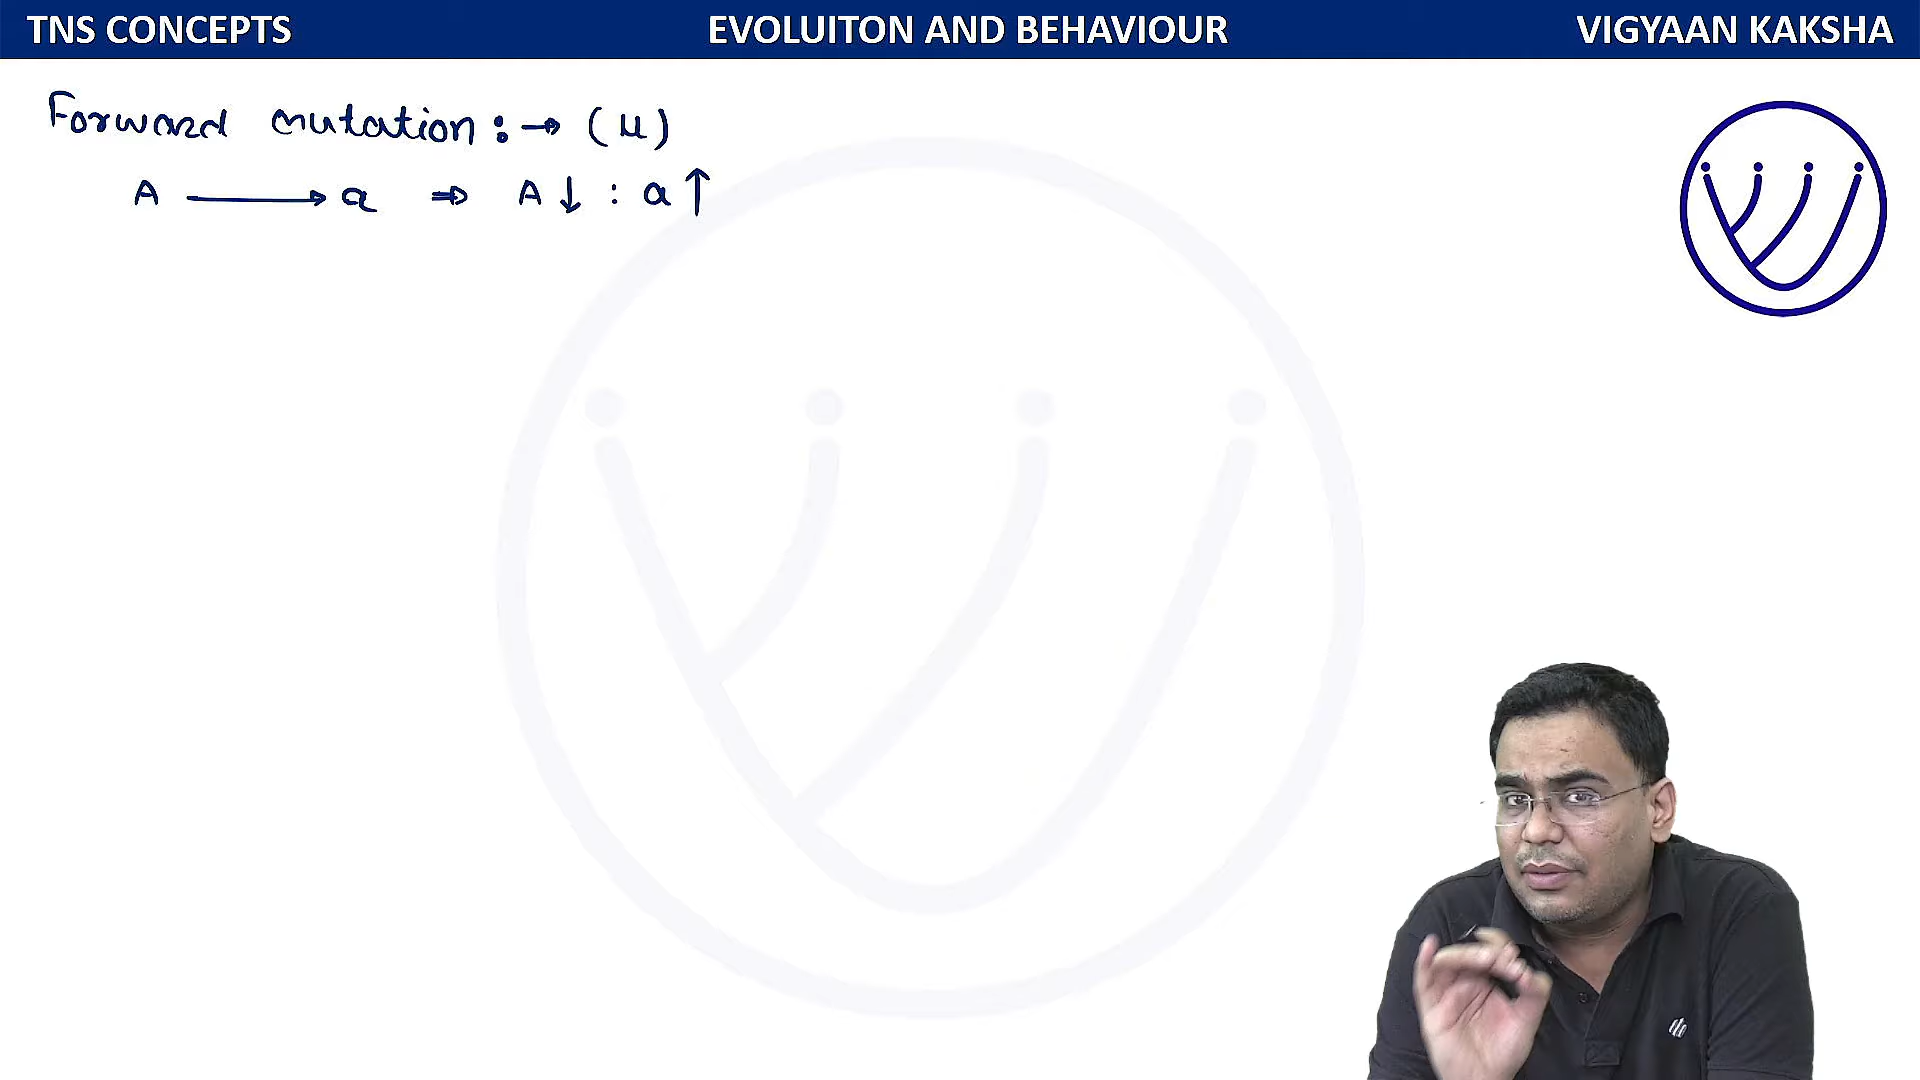 TNS CONCEPTS EVOLUITON AND BEHAVIOUR VIGYAAN KAKSHA
Forward mutation :→ (μ)
A ⟶ a ⇒ A↓ : a↑